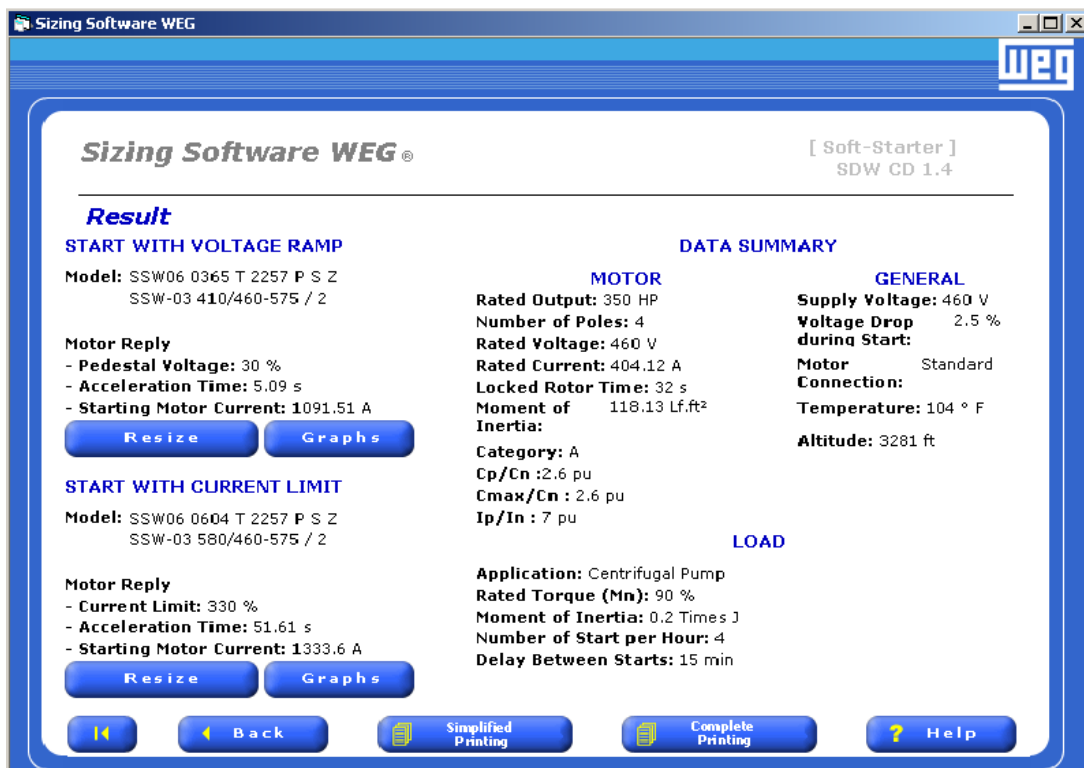 Sizing Software WEG
WEG
Sizing Software WEG ®
[ Soft-Starter ]
SDW CD 1.4
Result
START WITH VOLTAGE RAMP
Model: SSW06 0365 T 2257 P S Z
SSW-03 410/460-575 / 2
Motor Reply
- Pedestal Voltage: 30 %
- Acceleration Time: 5.09 s
- Starting Motor Current: 1091.51 A
Resize Graphs
START WITH CURRENT LIMIT
Model: SSW06 0604 T 2257 P S Z
SSW-03 580/460-575 / 2
Motor Reply
- Current Limit: 330 %
- Acceleration Time: 51.61 s
- Starting Motor Current: 1333.6 A
Resize Graphs
DATA SUMMARY
MOTOR
Rated Output: 350 HP
Number of Poles: 4
Rated Voltage: 460 V
Rated Current: 404.12 A
Locked Rotor Time: 32 s
Moment of 118.13 Lf.ft²
Inertia:
Category: A
Cp/Cn :2.6 pu
Cmax/Cn : 2.6 pu
Ip/In : 7 pu
GENERAL
Supply Voltage: 460 V
Voltage Drop 2.5 %
during Start:
Motor Standard
Connection:
Temperature: 104 ° F
Altitude: 3281 ft
LOAD
Application: Centrifugal Pump
Rated Torque (Mn): 90 %
Moment of Inertia: 0.2 Times J
Number of Start per Hour: 4
Delay Between Starts: 15 min
Back
Simplified
Printing
Complete
Printing
? Help